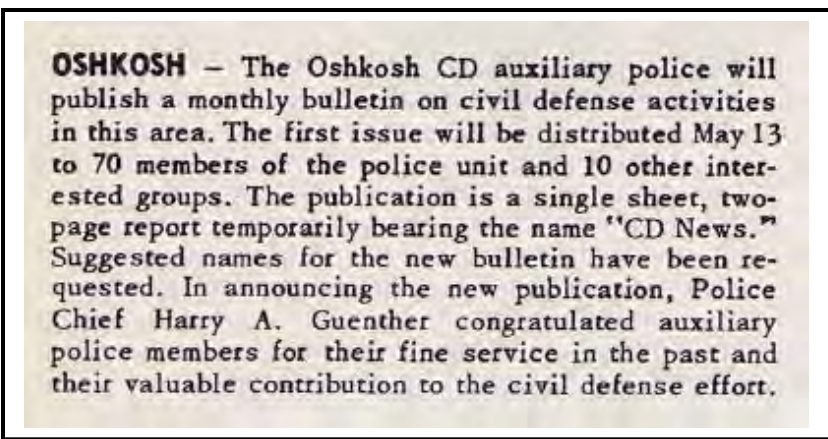 OSHKOSH — The Oshkosh CD auxiliary police will
publish a monthly bulletin on civil defense activities
in this area. The first issue will be distributed May 13
to 70 members of the police unit and 10 other inter-
ested groups. The publication is a single sheet, two-
page report temporarily bearing the name "CD News."
Suggested names for the new bulletin have been re-
quested. In announcing the new publication, Police
Chief Harry A. Guenther congratulated auxiliary
police members for their fine service in the past and
their valuable contribution to the civil defense effort.